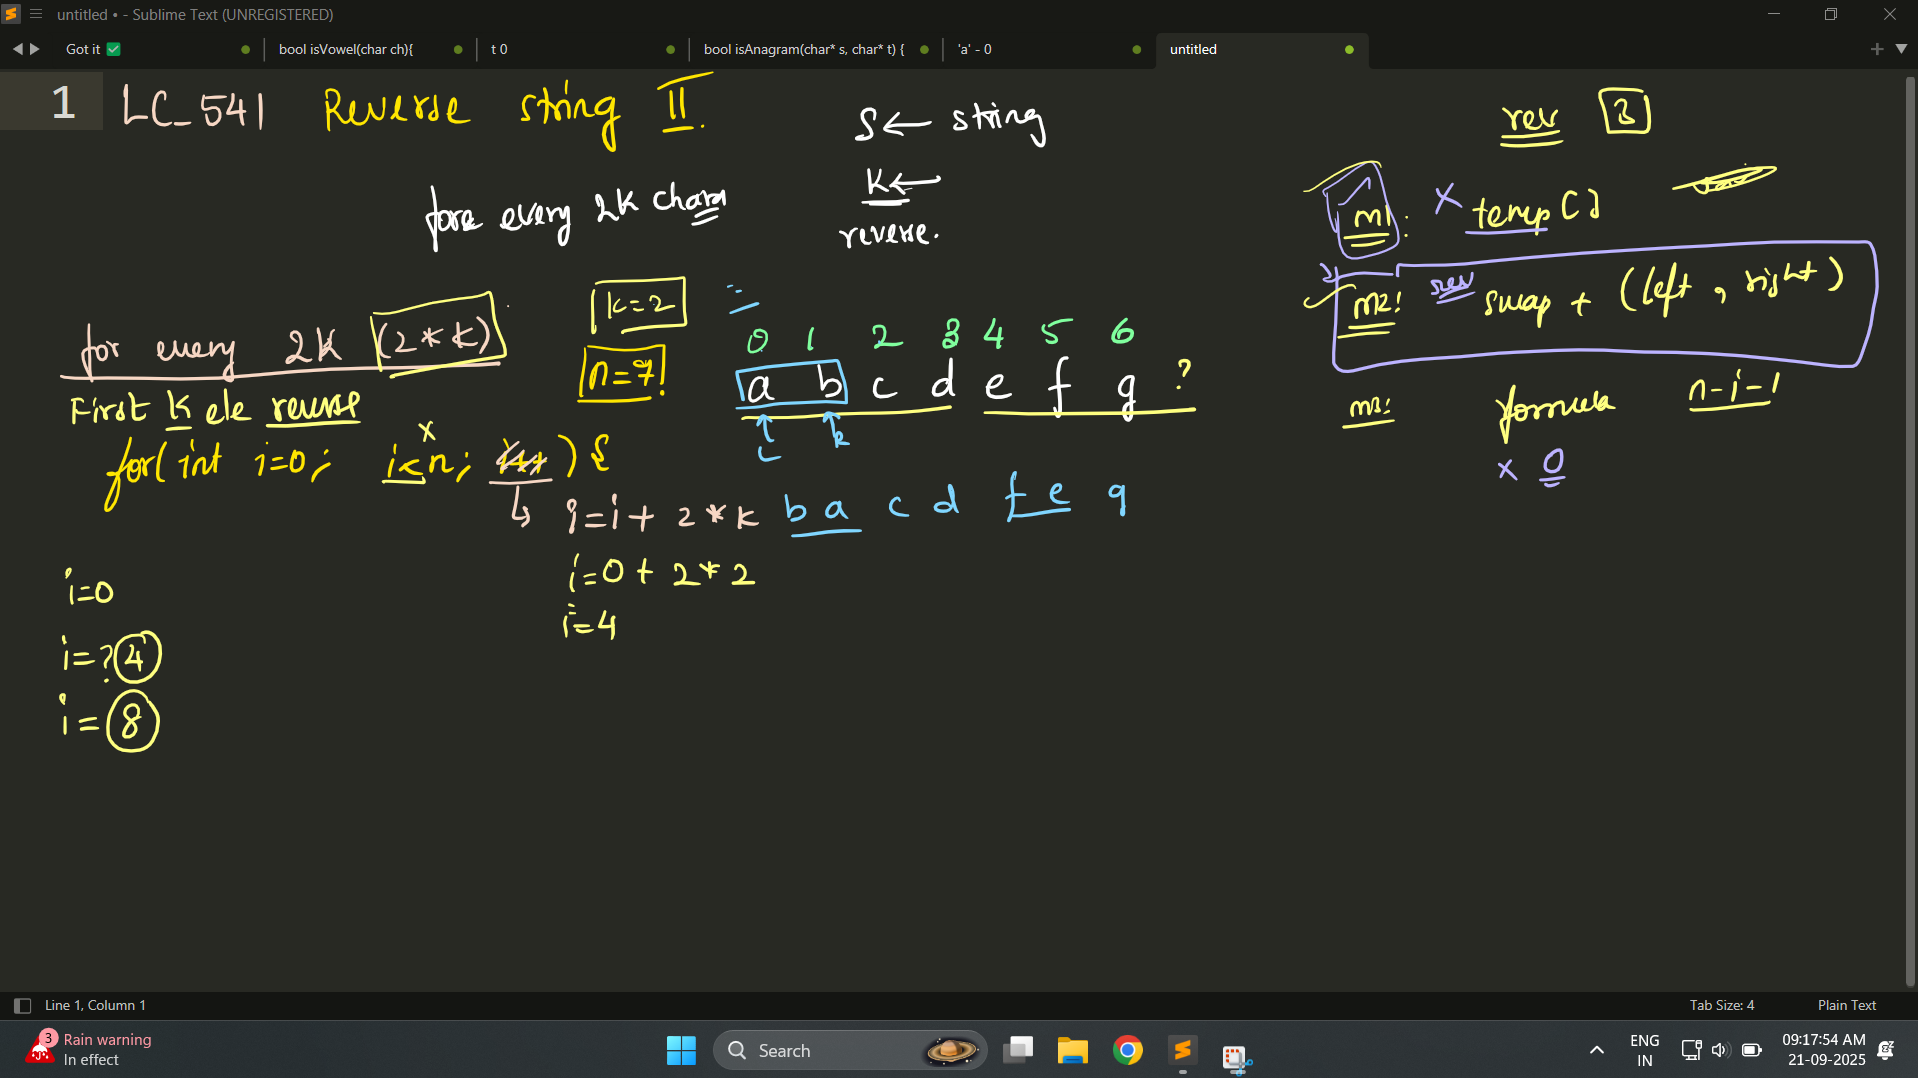 untitled • - Sublime Text (UNREGISTERED)
Got it ✅
bool isVowel(char ch){
t 0
bool isAnagram(char* s, char* t) {
'a' - 0
untitled
1
LC_541 Reverse string II.
S ← string
K ←
reverse.
for every 2K chars
for every 2K (2*K)
First K ele reverse
for(int i=0; i<n; i++) {
x
i=i+2*K
i=0+2*2
i=4
i=0
i=? 4
i=8
K=2
n=7!
0 1 2 3 4 5 6
a b c d e f g ?
L R
b a c d f e g
rev 3
m1: x temp[]
m2: rev swap + (left, right)
m3: formula n-i-1
x 0
Line 1, Column 1
Tab Size: 4
Plain Text
3
Rain warning
In effect
Search
ENG
IN
09:17:54 AM
21-09-2025